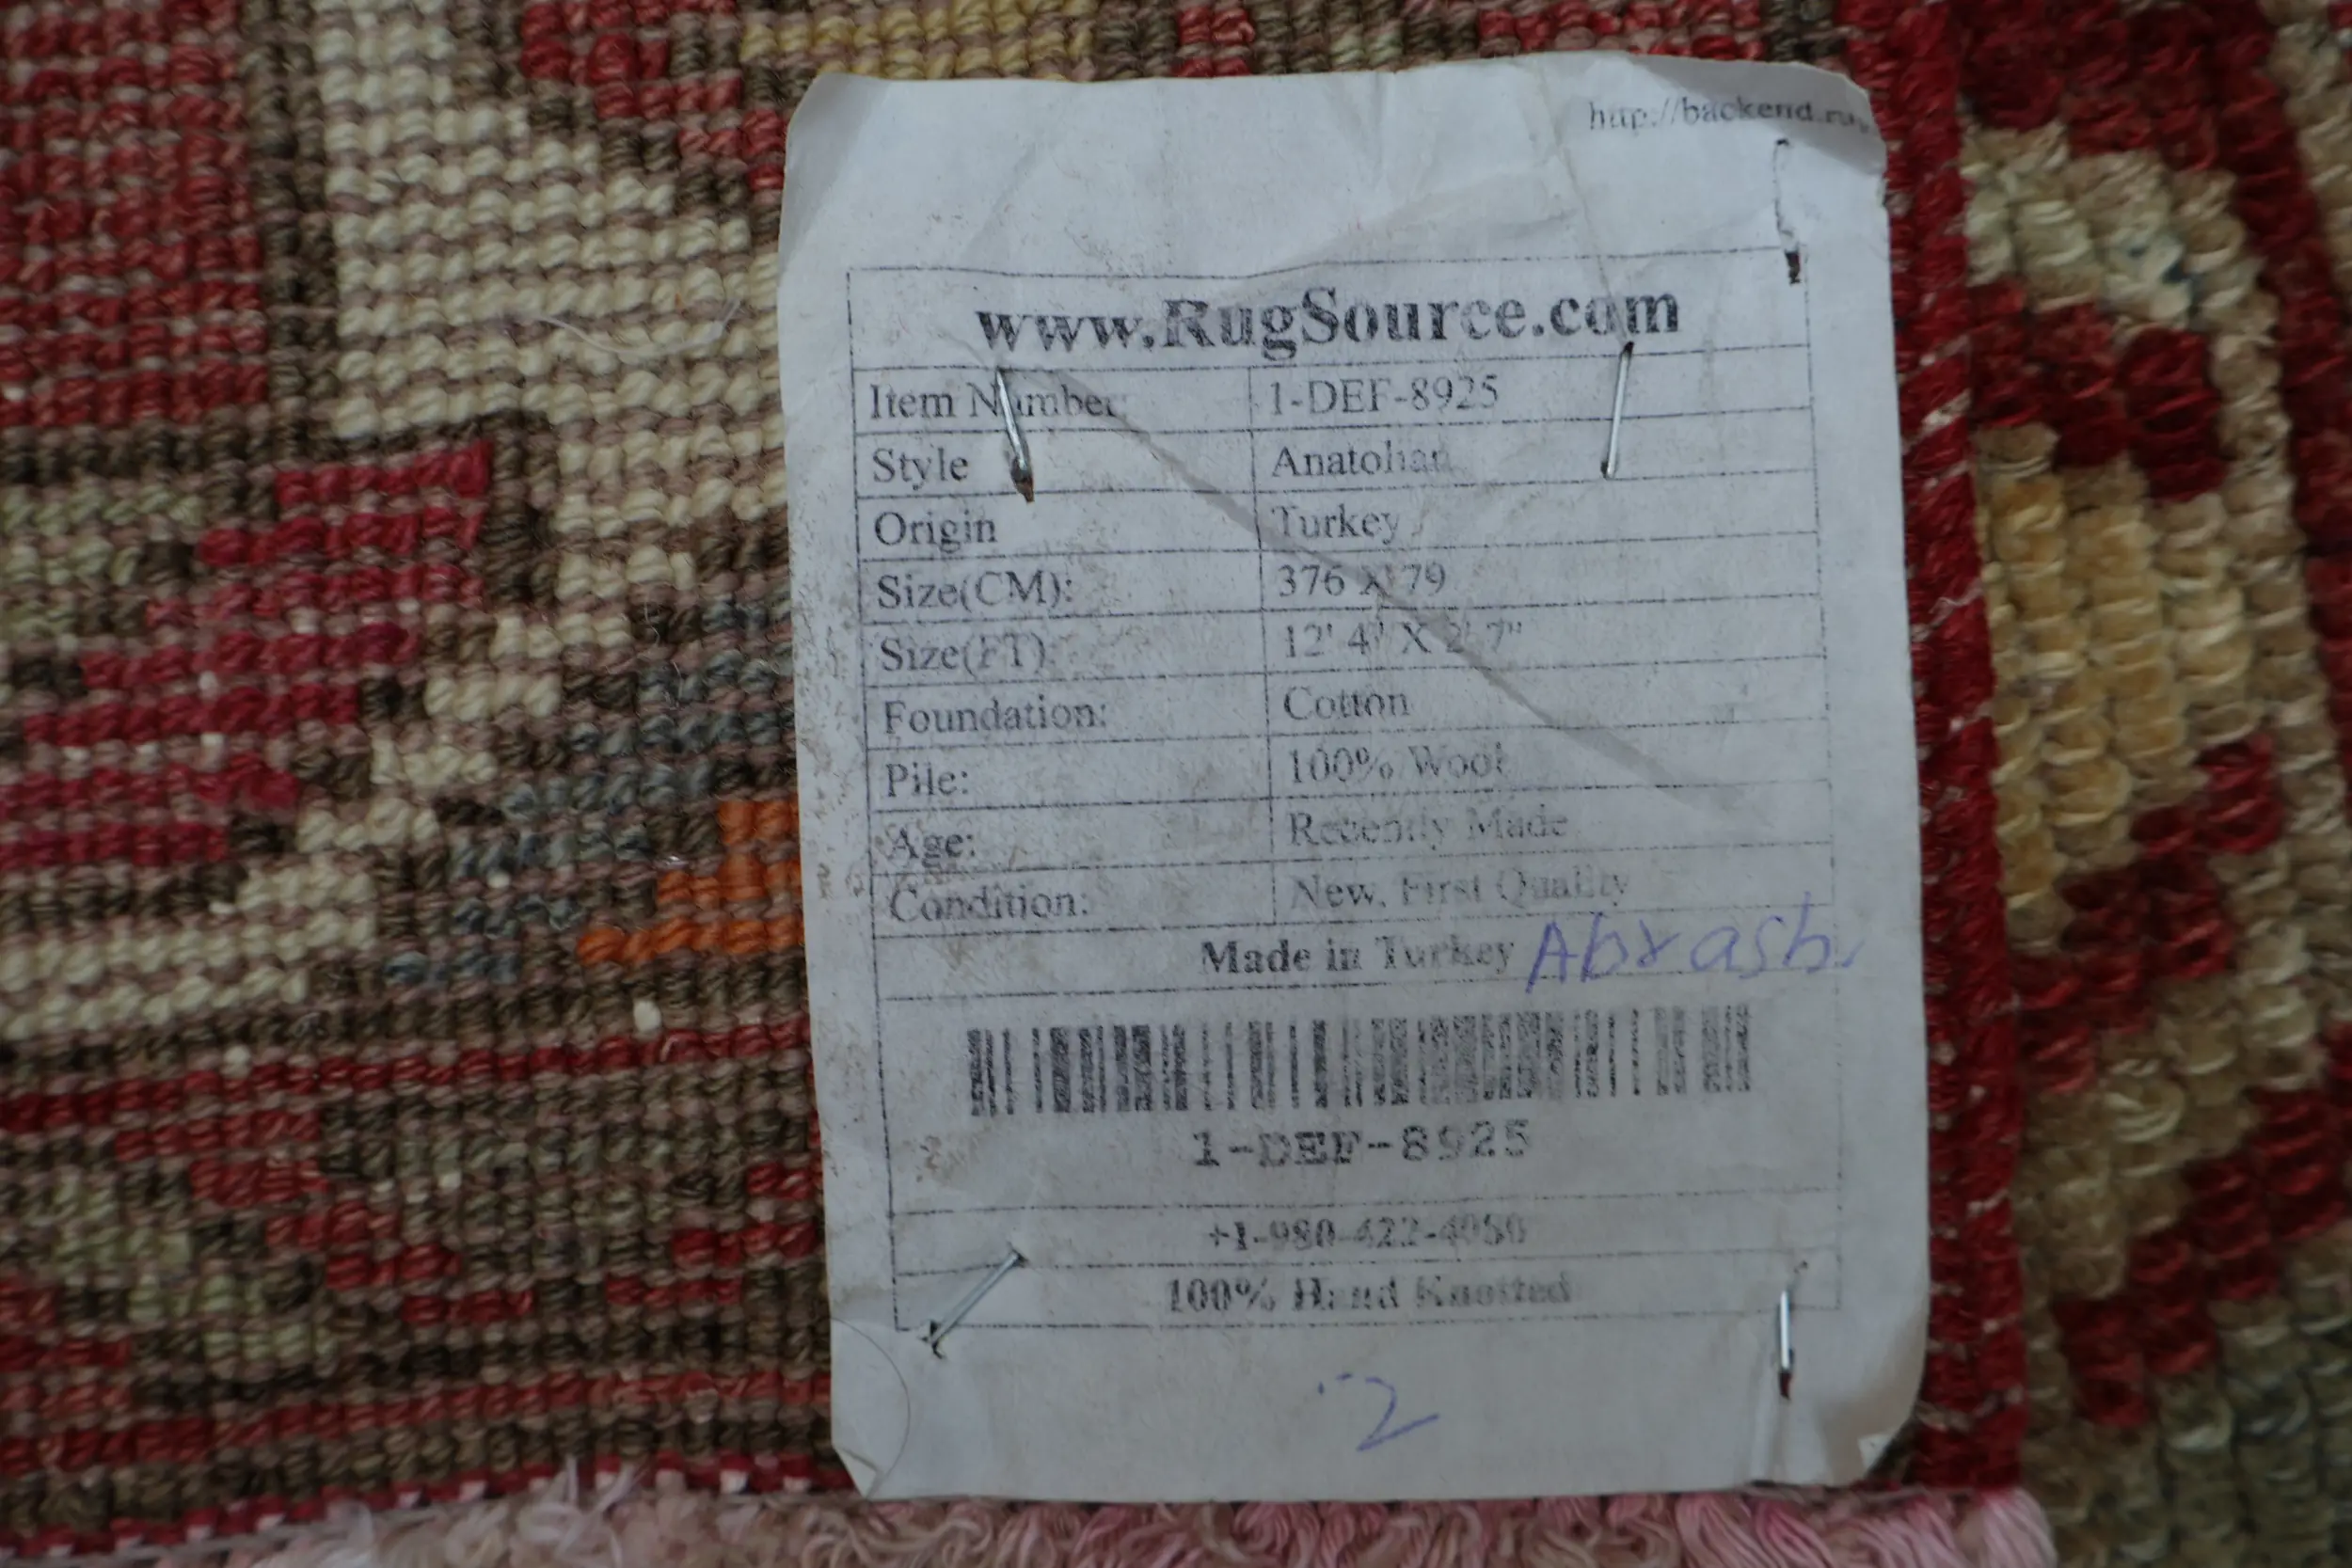 http://backend.
www.RugSource.com
Item Number: 1-DEF-8925
Style Anatolian
Origin Turkey
Size(CM): 376 X 79
Size(FT): 12' 4" X 2' 7"
Foundation: Cotton
Pile: 100% Wool
Age: Recently Made
Condition: New, First Quality
Made in Turkey Abrash
1-DEF-8925
+1-980-422-4050
100% Hand Knotted
2